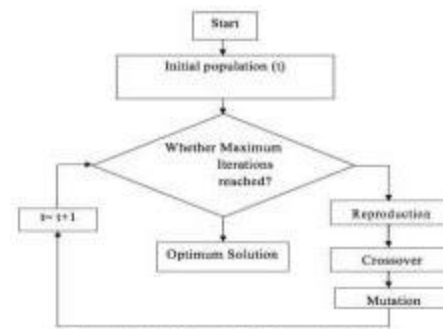 Start
Initial population (t)
Whether Maximum
Iterations
reached?
t= t+1
Reproduction
Optimum Solution
Crossover
Mutation